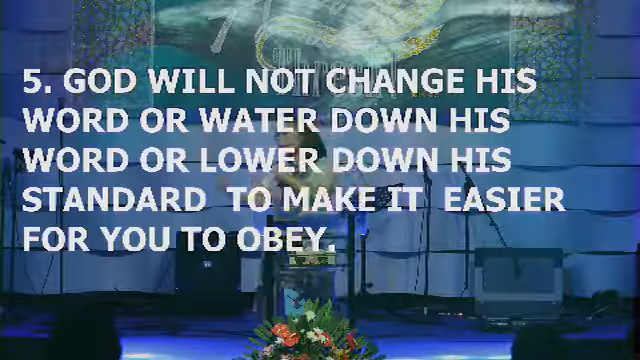 5. GOD WILL NOT CHANGE HIS
WORD OR WATER DOWN HIS
WORD OR LOWER DOWN HIS
STANDARD TO MAKE IT EASIER
FOR YOU TO OBEY.